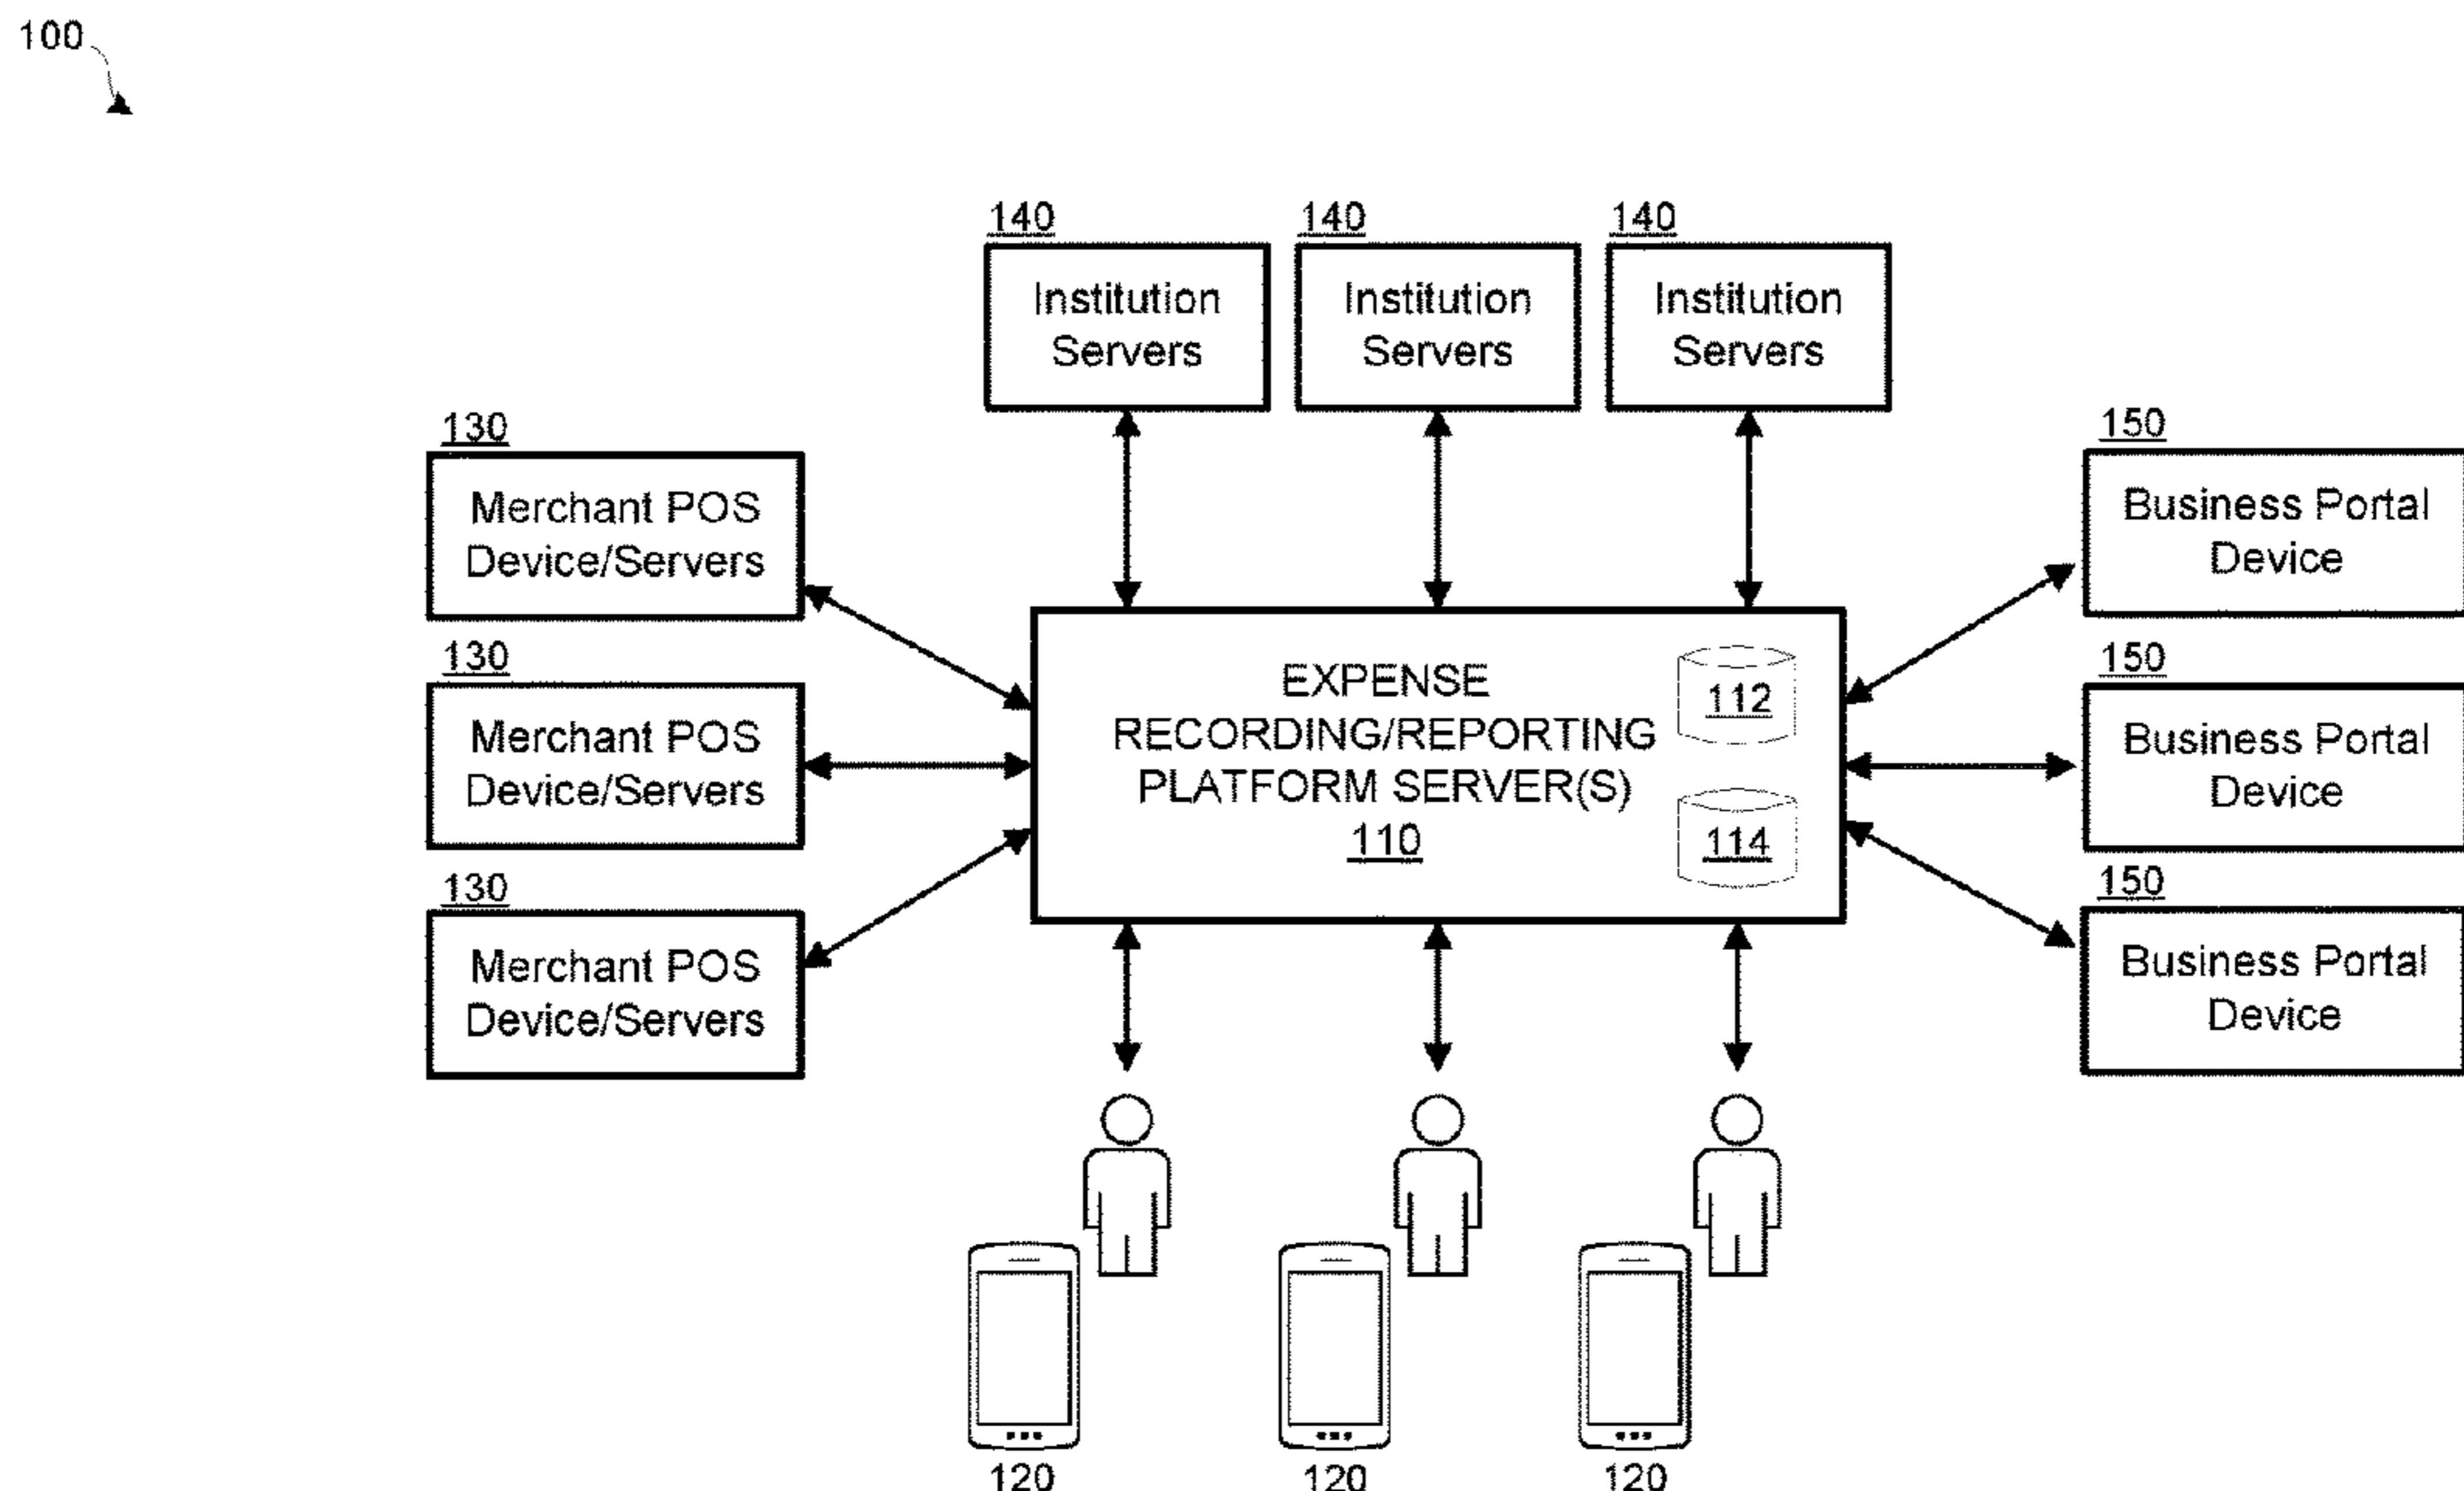 100
140
140
140
Institution
Servers
Institution
Servers
Institution
Servers
130
Merchant POS
Device/Servers
130
Merchant POS
Device/Servers
130
Merchant POS
Device/Servers
EXPENSE
RECORDING/REPORTING
PLATFORM SERVER(S)
110
112
114
150
Business Portal
Device
150
Business Portal
Device
150
Business Portal
Device
120
120
120